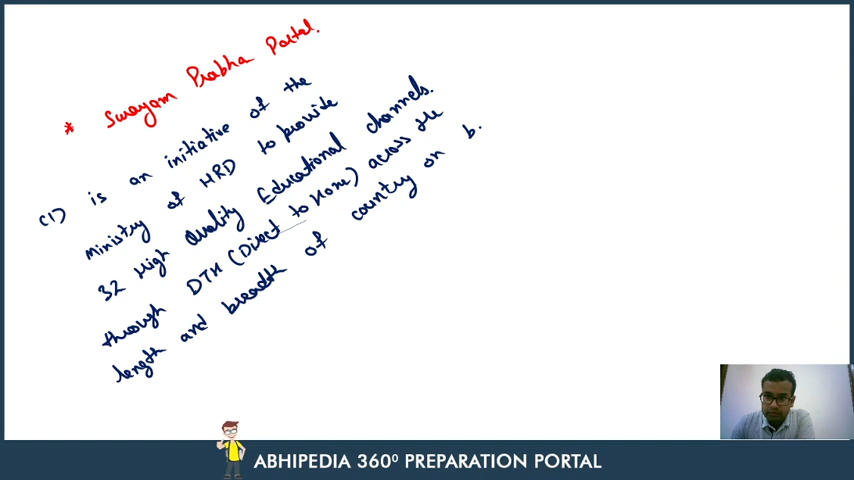 * Swayam Prabha Portal.
(1) is an initiative of the
ministry of HRD to provide
32 High Quality Educational channels.
through DTH (Direct to Home) across the
length and breadth of country on b.
ABHIPEDIA 360⁰ PREPARATION PORTAL